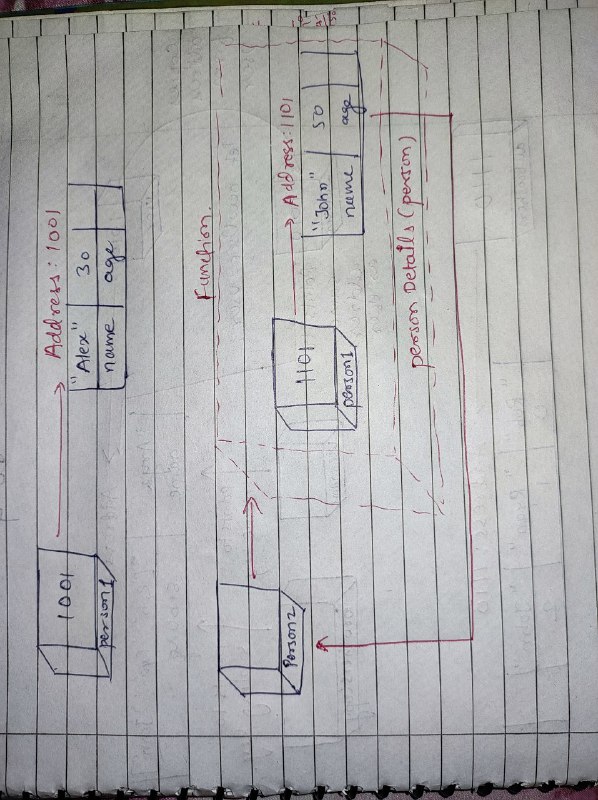 Address: 1001
"Alex" 30
name age
1001
person1
Function
Address: 1101
"John" 50
name age
1101
person1
person Details (person)
Person2